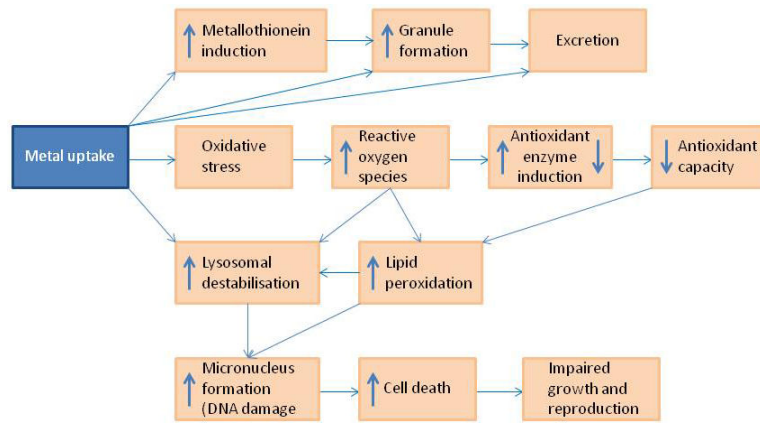 Metallothionein
induction
Granule
formation
Excretion
Metal uptake
Oxidative
stress
Reactive
oxygen
species
Antioxidant
enzyme
induction
Antioxidant
capacity
Lysosomal
destabilisation
Lipid
peroxidation
Micronucleus
formation
(DNA damage
Cell death
Impaired
growth and
reproduction